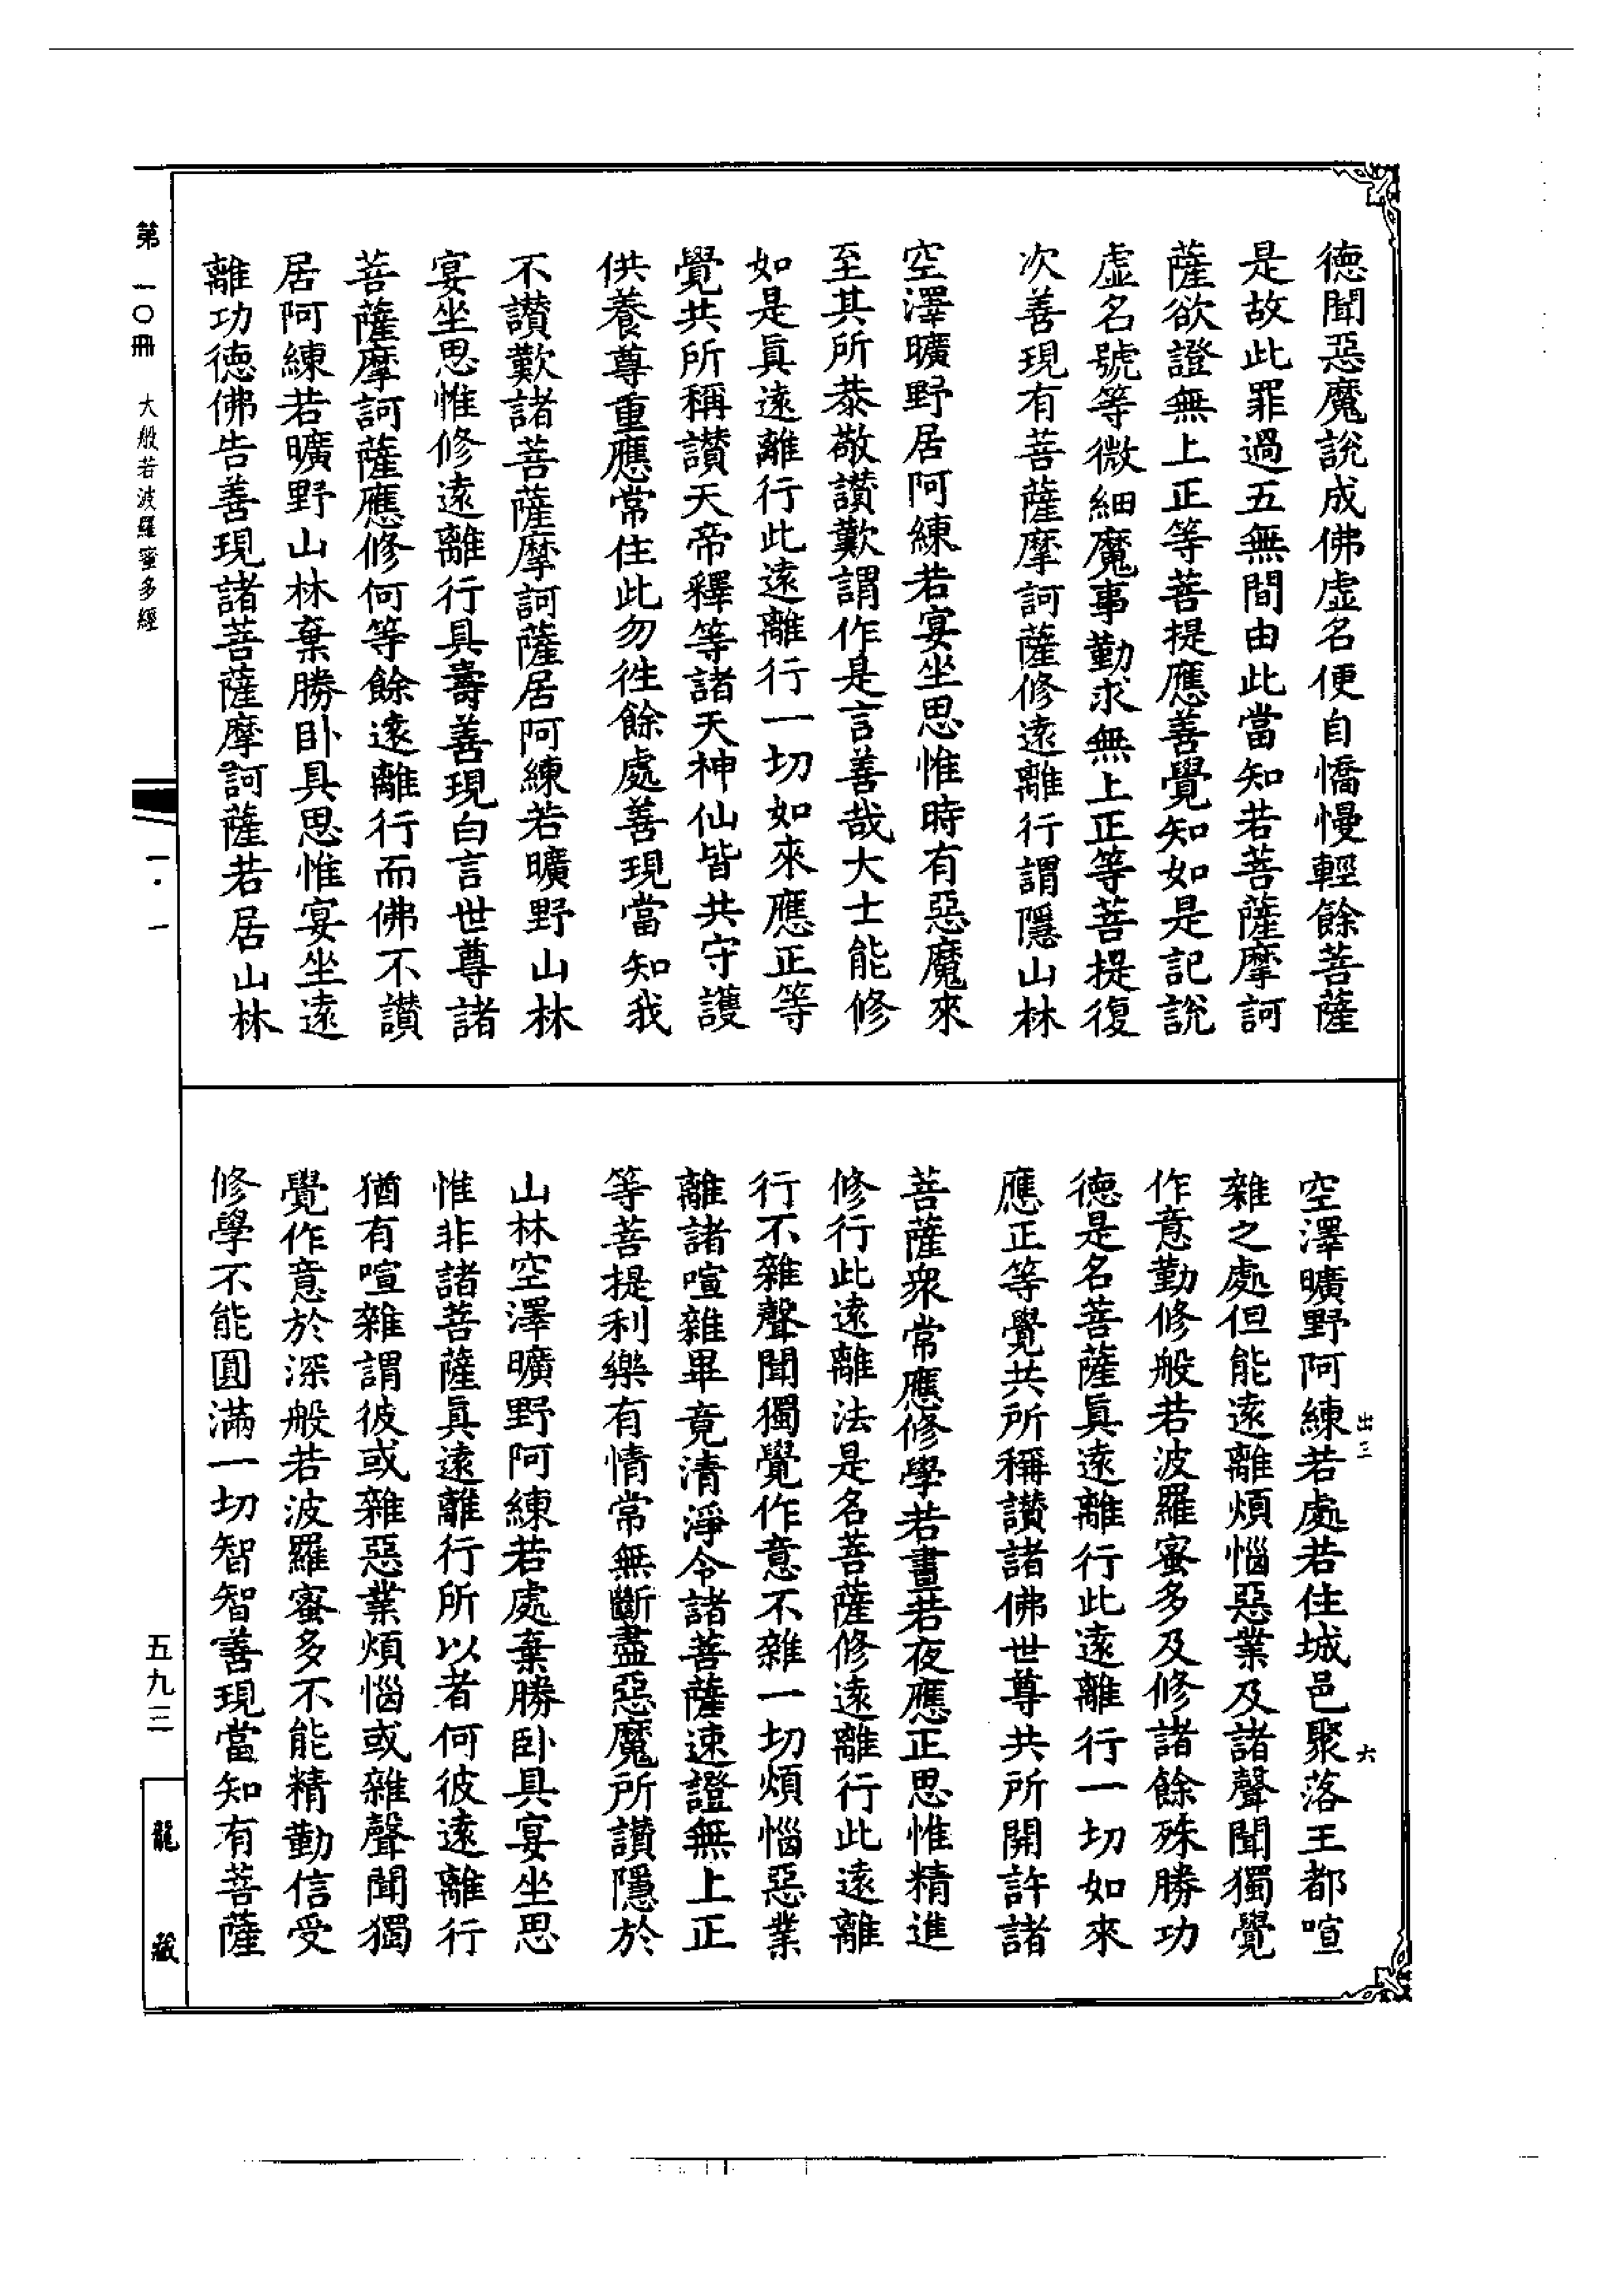 德聞惡魔說成佛虛名便自憍慢輕餘菩薩
是故此罪過五無間由此當知若菩薩摩訶
薩欲證無上正等菩提應善覺知如是記說
虛名號等微細魔事勤求無上正等菩提復
次善現有菩薩摩訶薩修遠離行謂隱山林
空澤曠野居阿練若宴坐思惟時有惡魔來
至其所恭敬讚歎謂作是言善哉大士能修
如是眞遠離行此遠離行一切如來應正等
覺共所稱讚天帝釋等諸天神仙皆共守護
供養尊重應常住此勿徃餘處善現當知我
不讚歎諸菩薩摩訶薩居阿練若曠野山林
宴坐思惟修遠離行具壽善現白言世尊諸
菩薩摩訶薩應修何等餘遠離行而佛不讚
居阿練若曠野山林棄勝臥具思惟宴坐遠
離功德佛告善現諸菩薩摩訶薩若居山林
空澤曠野阿練若處若住城邑聚落王都喧
雜之處但能遠離煩惱惡業及諸聲聞獨覺
作意勤修般若波羅蜜多及修諸餘殊勝功
德是名菩薩眞遠離行此遠離行一切如來
應正等覺共所稱讚諸佛世尊共所開許諸
菩薩衆常應修學若晝若夜應正思惟精進
修行此遠離法是名菩薩修遠離行此遠離
行不雜聲聞獨覺作意不雜一切煩惱惡業
離諸喧雜畢竟清淨令諸菩薩速證無上正
等菩提利樂有情常無斷盡惡魔所讚隱於
山林空澤曠野阿練若處棄勝臥具宴坐思
惟非諸菩薩眞遠離行所以者何彼遠離行
猶有喧雜謂彼或雜惡業煩惱或雜聲聞獨
覺作意於深般若波羅蜜多不能精勤信受
修學不能圓滿一切智智善現當知有菩薩
出三
六
第一〇冊 大般若波羅蜜多經
一·一
五九三
龍藏